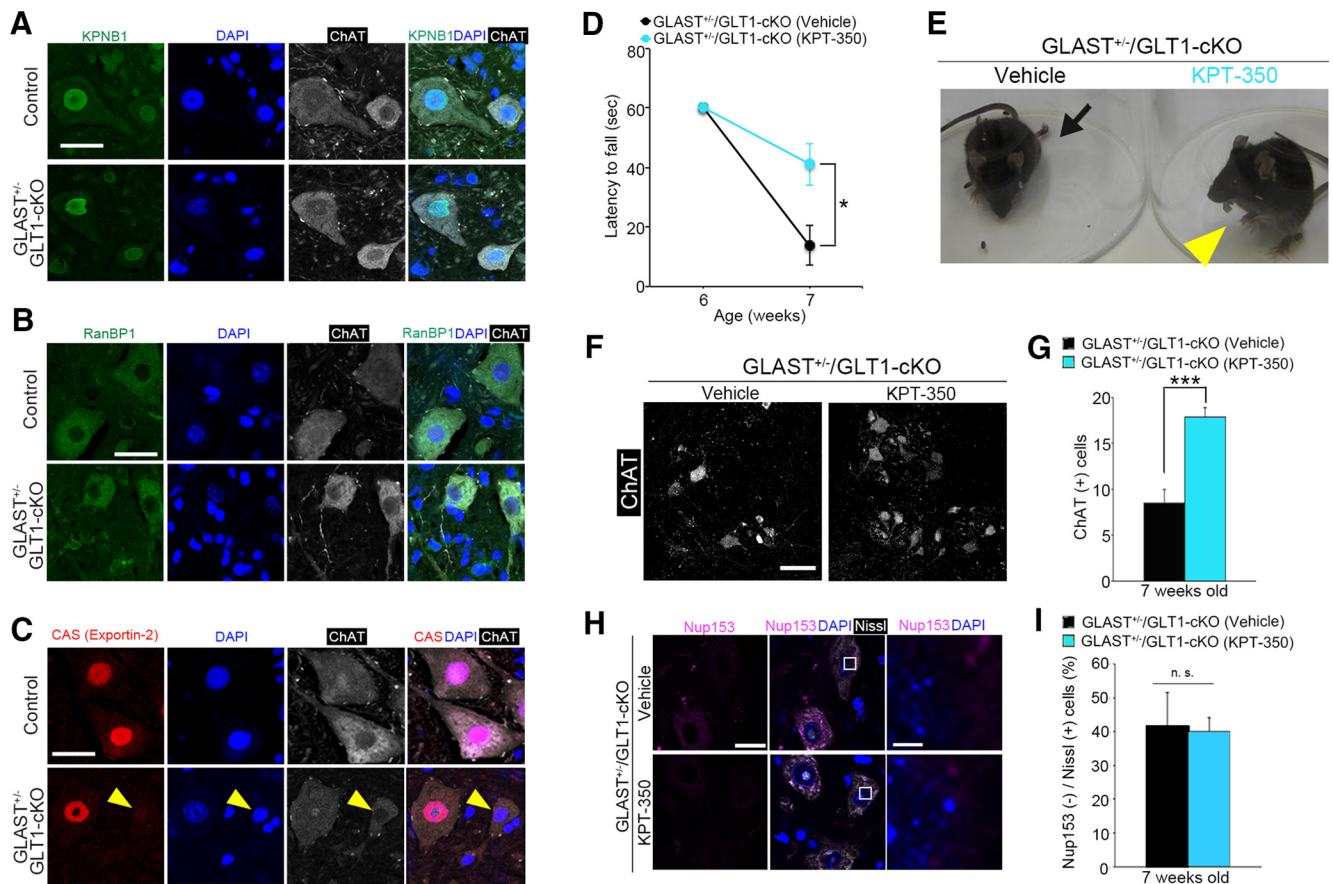 A
KPNB1 DAPI ChAT KPNB1DAPI ChAT
Control
GLAST+/-
GLT1-cKO
B
RanBP1 DAPI ChAT RanBP1DAPI ChAT
Control
GLAST+/-
GLT1-cKO
C
CAS (Exportin-2) DAPI ChAT CASDAPI ChAT
Control
GLAST+/-
GLT1-cKO
D
GLAST+/-/GLT1-cKO (Vehicle)
GLAST+/-/GLT1-cKO (KPT-350)
Latency to fall (sec)
80
60
40
20
0
*
6 7
Age (weeks)
E
GLAST+/-/GLT1-cKO
Vehicle KPT-350
F
GLAST+/-/GLT1-cKO
Vehicle KPT-350
ChAT
G
GLAST+/-/GLT1-cKO (Vehicle)
GLAST+/-/GLT1-cKO (KPT-350)
ChAT (+) cells
20
15
10
5
0
***
7 weeks old
H
Nup153 Nup153DAPI Nissl Nup153DAPI
GLAST+/-/GLT1-cKO
Vehicle
KPT-350
I
GLAST+/-/GLT1-cKO (Vehicle)
GLAST+/-/GLT1-cKO (KPT-350)
Nup153 (-) / Nissl (+) cells (%)
60
50
40
30
20
10
0
n. s.
7 weeks old